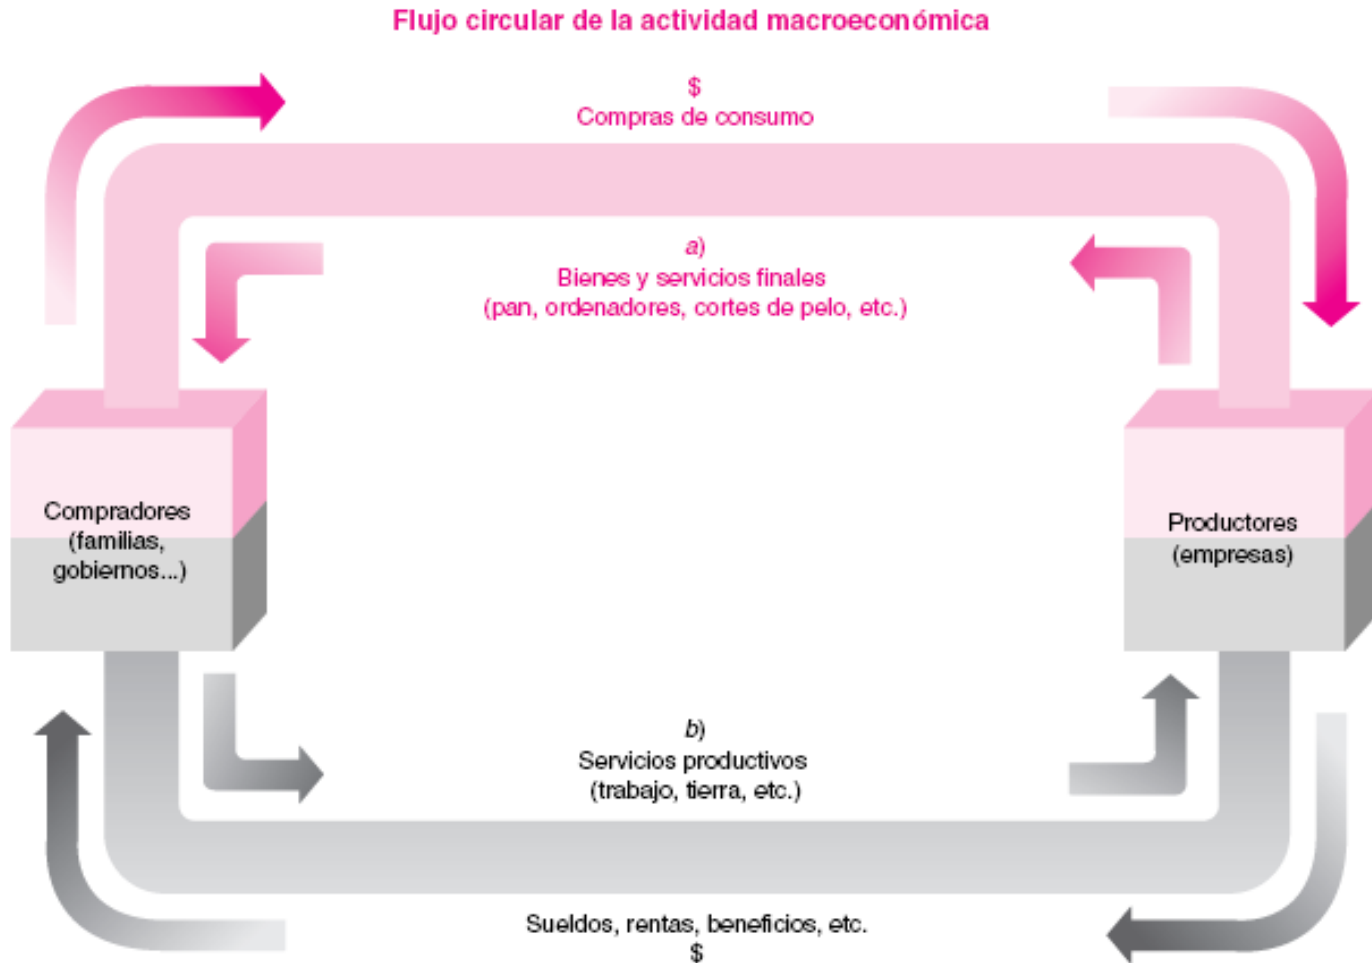 Flujo circular de la actividad macroeconómica
$
Compras de consumo
a)
Bienes y servicios finales
(pan, ordenadores, cortes de pelo, etc.)
Compradores
(familias,
gobiernos...)
Productores
(empresas)
b)
Servicios productivos
(trabajo, tierra, etc.)
Sueldos, rentas, beneficios, etc.
$